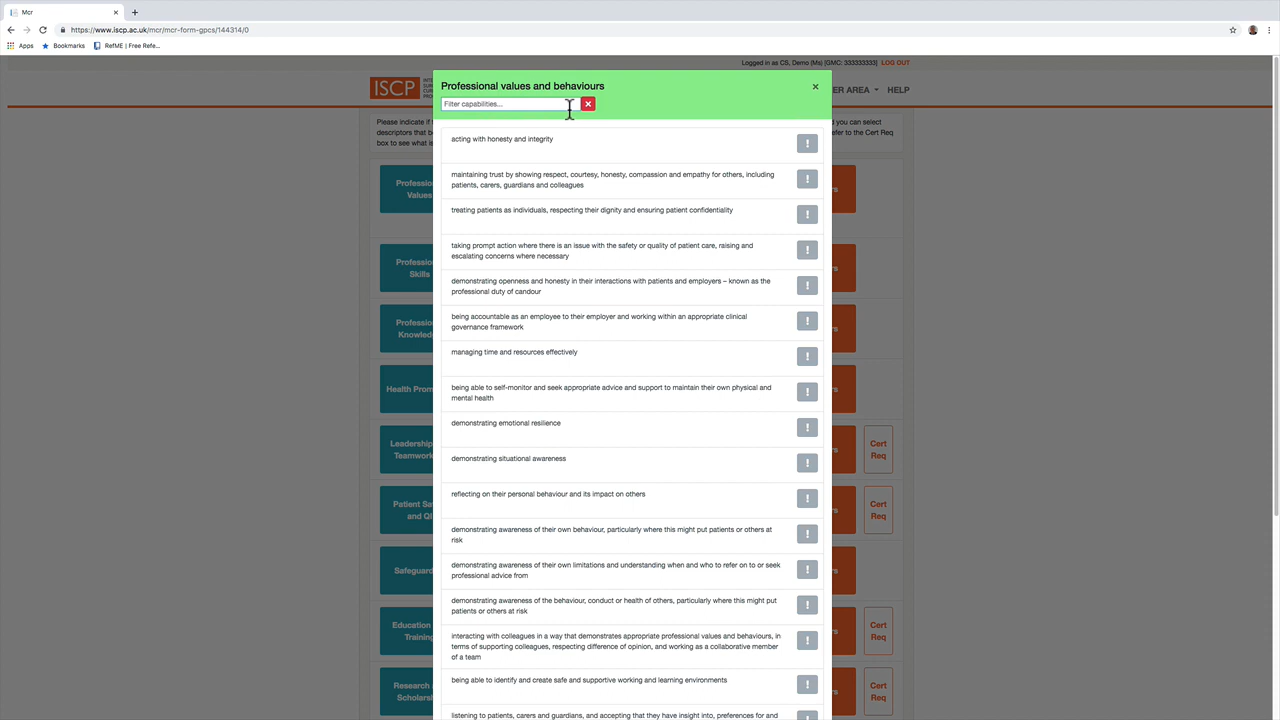 Mcr
https://www.iscp.ac.uk/mcr/mcr-form-gpcs/144314/0
Apps
Bookmarks
RefME | Free Refe...
Logged in as CS, Demo (Ms) |GMC: 333333333|
LOG OUT
ISCP
ER AREA
HELP
Please indicate if
descriptors that
box to see what is
d you can select
efer to the Cert Req
Professional values and behaviours
Filter capabilities...
acting with honesty and integrity
maintaining trust by showing respect, courtesy, honesty, compassion and empathy for others, including
patients, carers, guardians and colleagues
treating patients as individuals, respecting their dignity and ensuring patient confidentiality
taking prompt action where there is an issue with the safety or quality of patient care, raising and
escalating concerns where necessary
demonstrating openness and honesty in their interactions with patients and employers – known as the
professional duty of candour
being accountable as an employee to their employer and working within an appropriate clinical
governance framework
managing time and resources effectively
being able to self-monitor and seek appropriate advice and support to maintain their own physical and
mental health
demonstrating emotional resilience
demonstrating situational awareness
reflecting on their personal behaviour and its impact on others
demonstrating awareness of their own behaviour, particularly where this might put patients or others at
risk
demonstrating awareness of their own limitations and understanding when and who to refer on to or seek
professional advice from
demonstrating awareness of the behaviour, conduct or health of others, particularly where this might put
patients or others at risk
interacting with colleagues in a way that demonstrates appropriate professional values and behaviours, in
terms of supporting colleagues, respecting difference of opinion, and working as a collaborative member
of a team
being able to identify and create safe and supportive working and learning environments
listening to patients, carers and guardians, and accepting that they have insight into, preferences for and
Professio
Values
Professio
Skills
Professio
Knowled
Health Prom
Leadership
Teamwor
Cert
Req
Patient Sa
and QI
Cert
Req
Safeguar
Education
Training
Cert
Req
Research
Scholars
Cert
Req